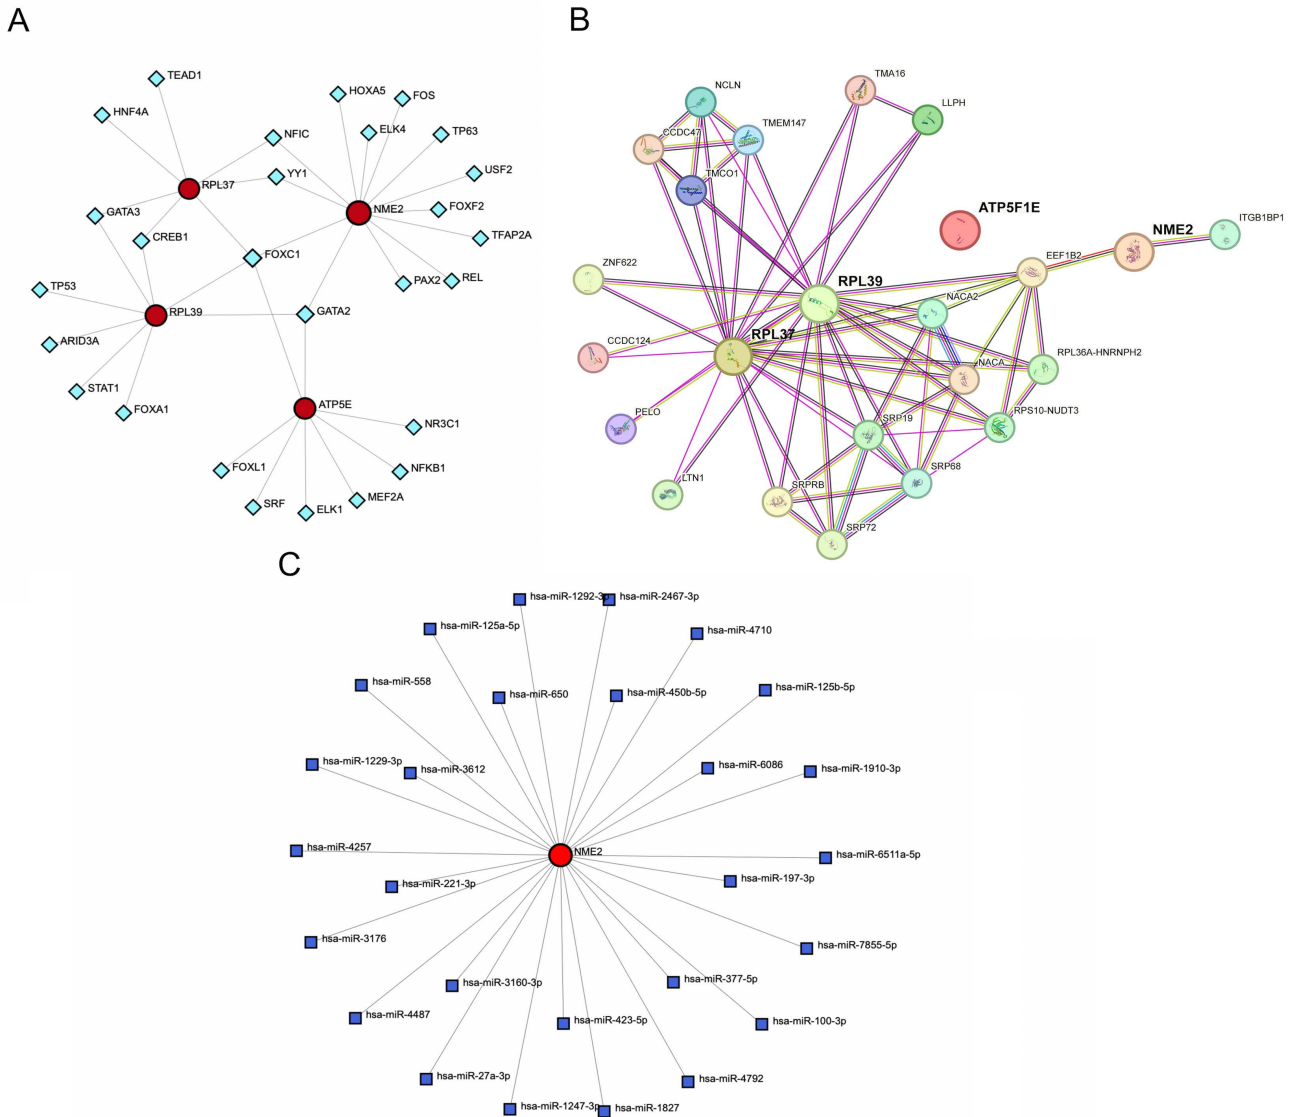 A
TEAD1
HNF4A
HOXA5
FOS
NFIC
ELK4
TP63
YY1
USF2
RPL37
NME2
FOXF2
GATA3
CREB1
TFAP2A
FOXC1
PAX2
REL
TP53
RPL39
GATA2
ARID3A
STAT1
FOXA1
ATP5E
NR3C1
FOXL1
NFKB1
SRF
ELK1
MEF2A
B
NCLN
TMA16
LLPH
CCDC47
TMEM147
TMCO1
ATP5F1E
NME2
ITGB1BP1
EEF1B2
ZNF622
RPL39
NACA2
RPL37
CCDC124
RPL36A-HNRNPH2
NACA
PELO
SRP19
RPS10-NUDT3
SRP68
LTN1
SRPRB
SRP72
C
hsa-miR-1292-3p
hsa-miR-2467-3p
hsa-miR-125a-5p
hsa-miR-4710
hsa-miR-558
hsa-miR-650
hsa-miR-450b-5p
hsa-miR-125b-5p
hsa-miR-1229-3p
hsa-miR-3612
hsa-miR-6086
hsa-miR-1910-3p
hsa-miR-4257
NME2
hsa-miR-6511a-5p
hsa-miR-221-3p
hsa-miR-197-3p
hsa-miR-3176
hsa-miR-7855-5p
hsa-miR-3160-3p
hsa-miR-377-5p
hsa-miR-4487
hsa-miR-423-5p
hsa-miR-100-3p
hsa-miR-27a-3p
hsa-miR-4792
hsa-miR-1247-3p
hsa-miR-1827